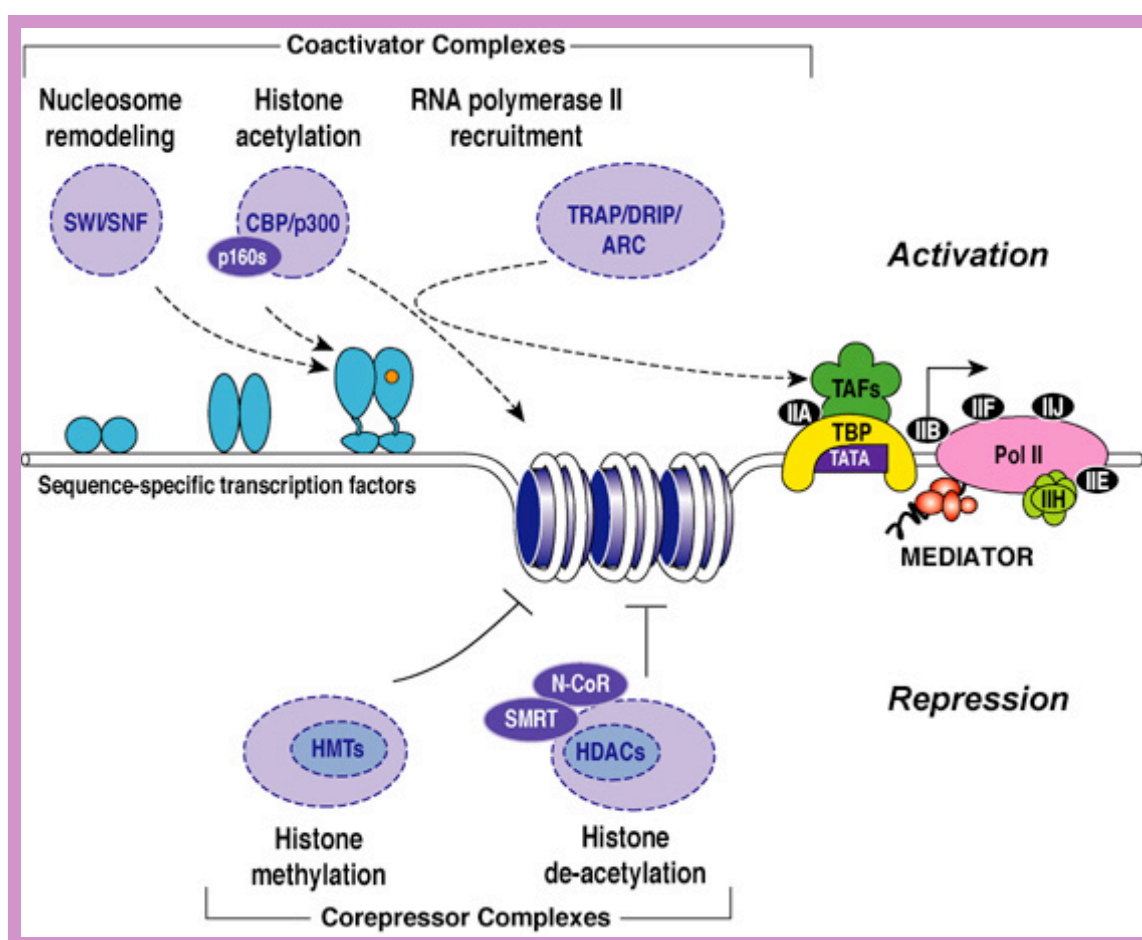 Coactivator Complexes
Nucleosome
remodeling
Histone
acetylation
RNA polymerase II
recruitment
SWI/SNF
CBP/p300
p160s
TRAP/DRIP/
ARC
Activation
TAFs
IIA
TBP
TATA
IIB
IIF
IIJ
Pol II
IIE
IIH
Sequence-specific transcription factors
MEDIATOR
N-CoR
SMRT
HMTs
HDACs
Repression
Histone
methylation
Histone
de-acetylation
Corepressor Complexes